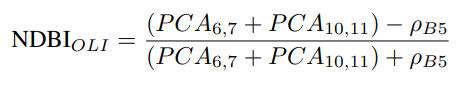 NDBI_{OLI} = \frac{(PCA_{6,7} + PCA_{10,11}) - \rho_{B5}}{(PCA_{6,7} + PCA_{10,11}) + \rho_{B5}}